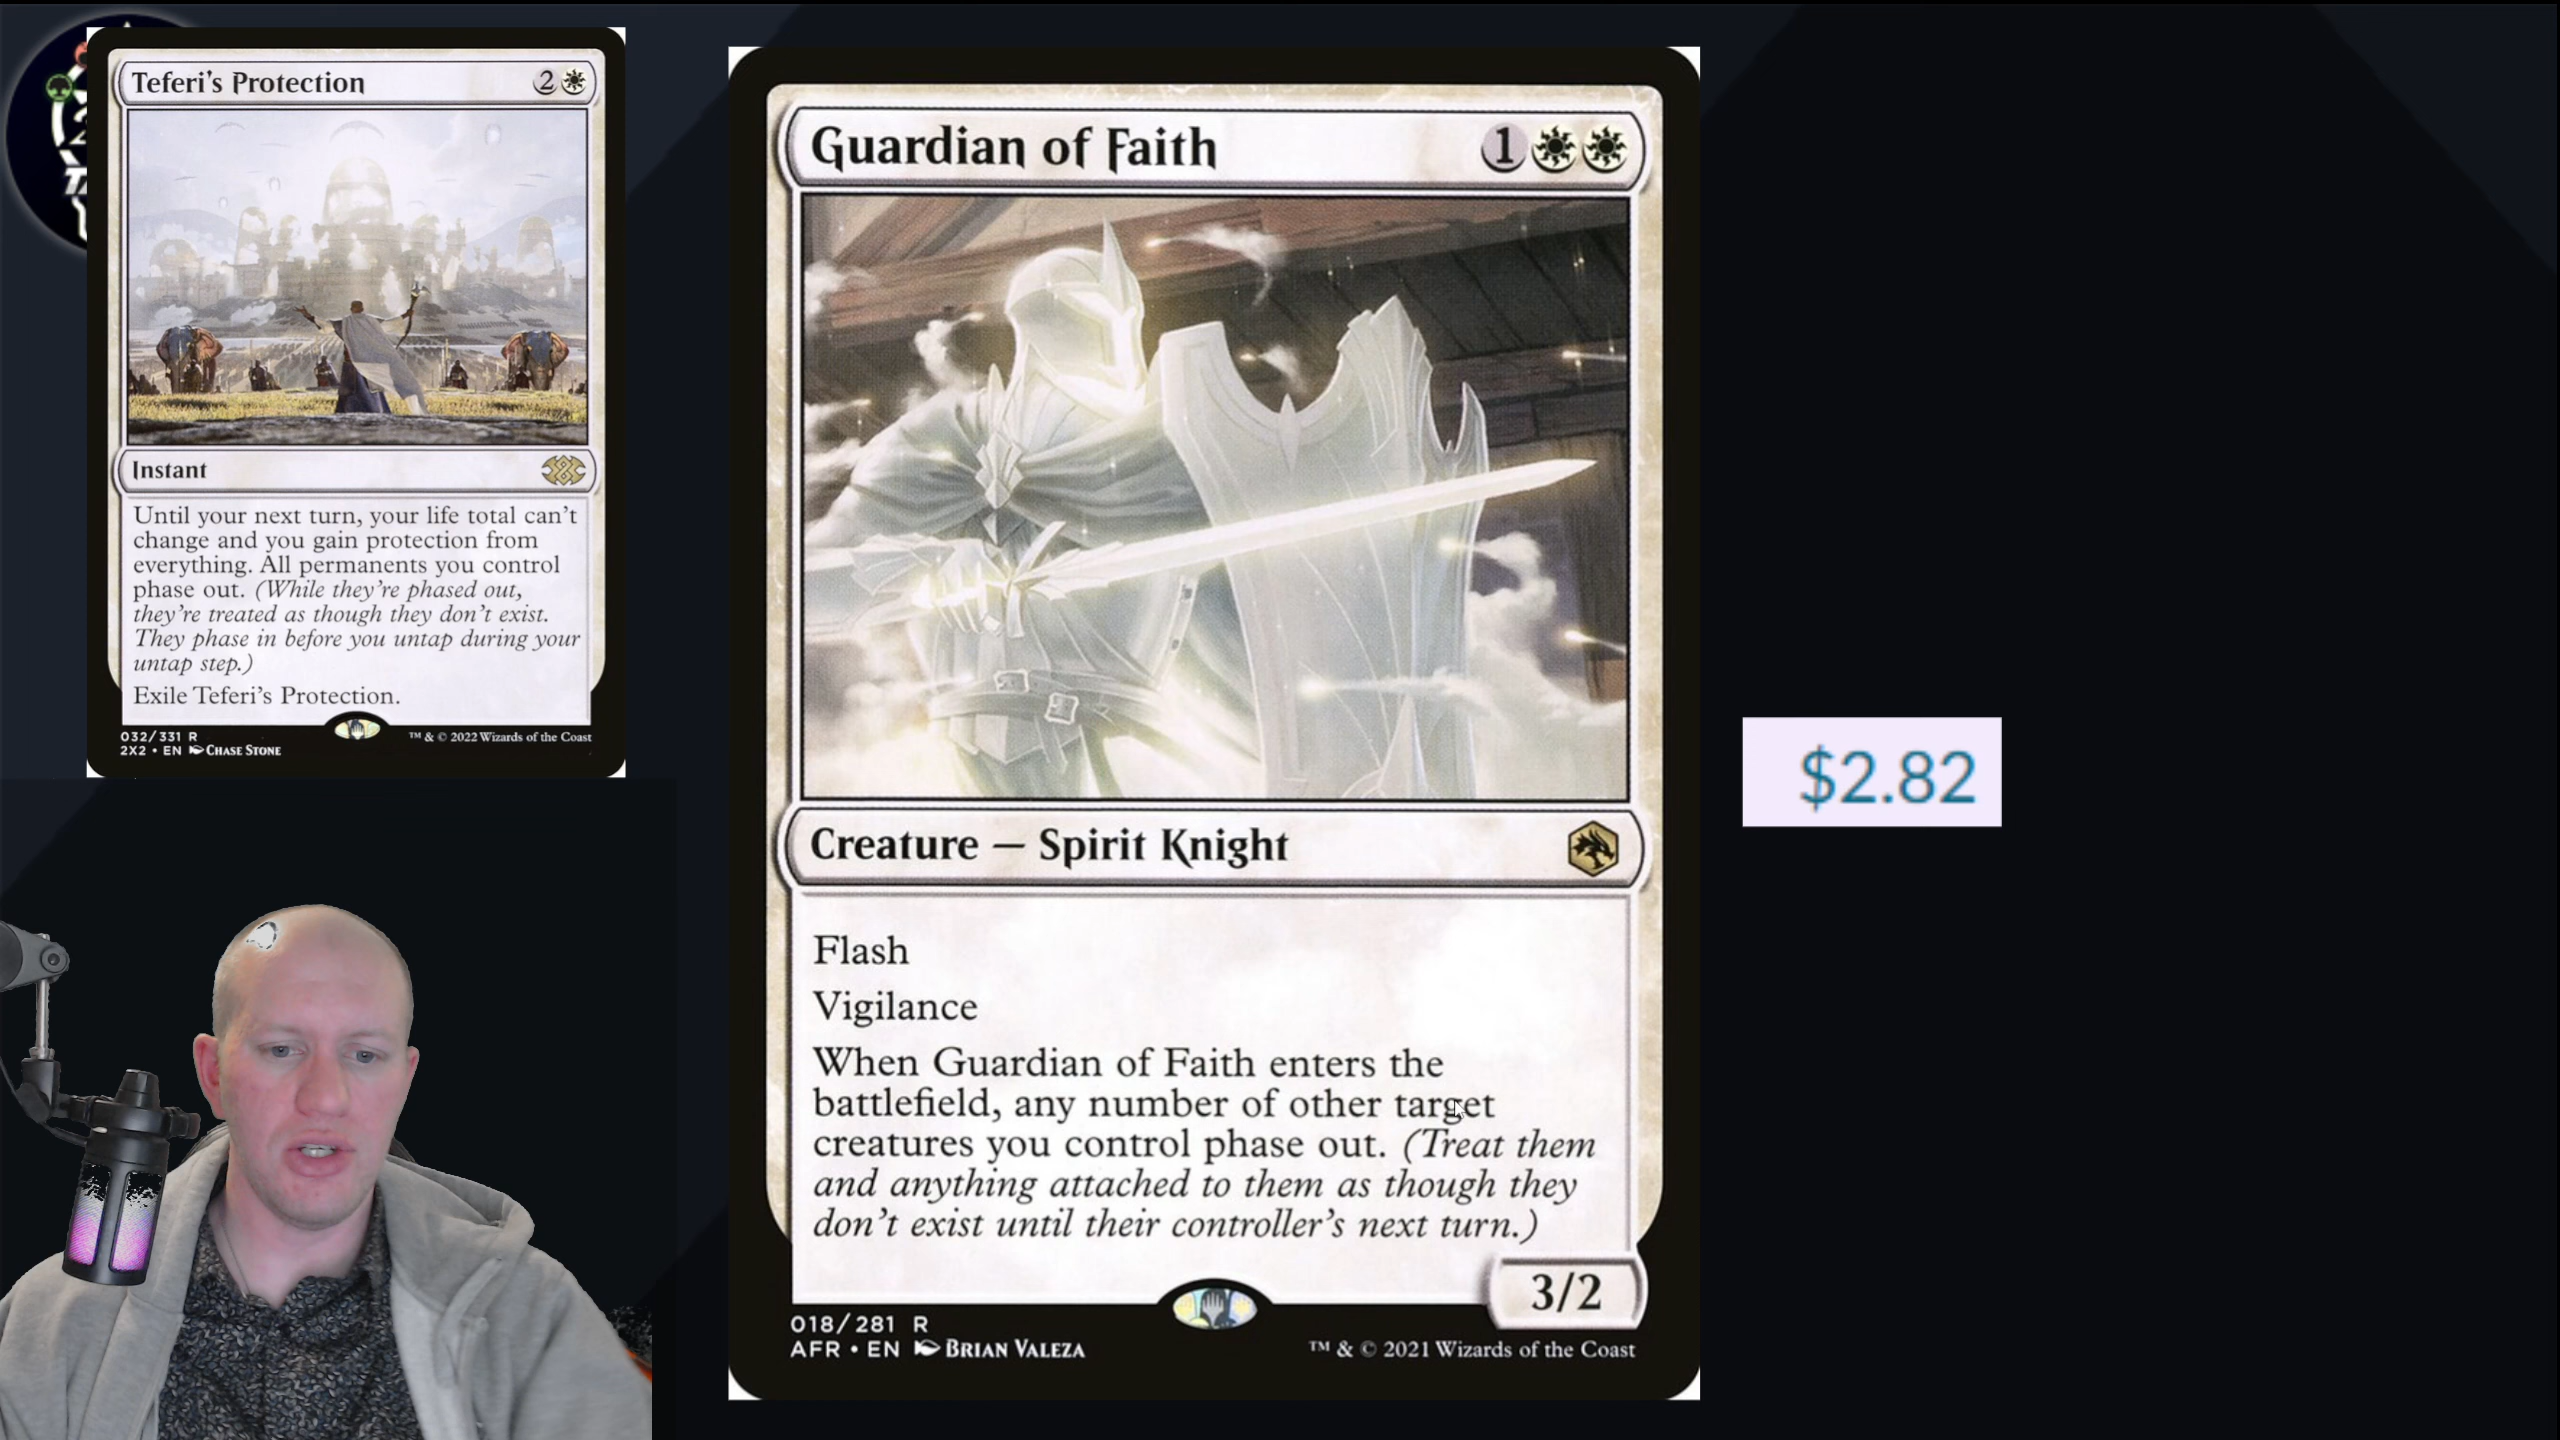 Teferi's Protection 2
Instant
Until your next turn, your life total can't
change and you gain protection from
everything. All permanents you control
phase out. (While they're phased out,
they're treated as though they don't exist.
They phase in before you untap during your
untap step.)
Exile Teferi's Protection.
032/331 R
2X2 • EN Chase Stone
™ & © 2022 Wizards of the Coast
Guardian of Faith 1
Creature — Spirit Knight
Flash
Vigilance
When Guardian of Faith enters the
battlefield, any number of other target
creatures you control phase out. (Treat them
and anything attached to them as though they
don't exist until their controller's next turn.)
3/2
018/281 R
AFR • EN Brian Valeza
™ & © 2021 Wizards of the Coast
$2.82